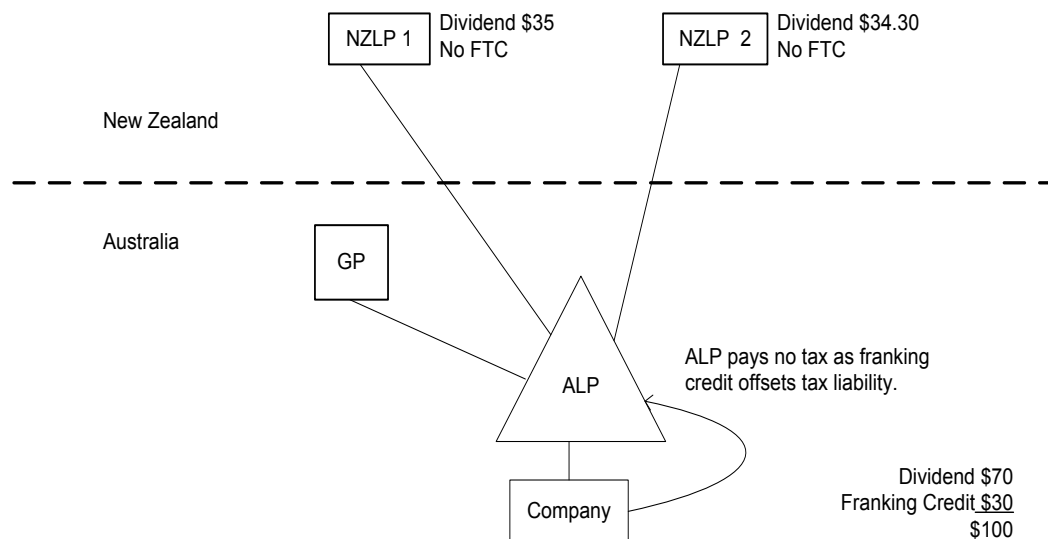 NZLP 1
Dividend $35
No FTC
NZLP 2
Dividend $34.30
No FTC
New Zealand
Australia
GP
ALP
ALP pays no tax as franking
credit offsets tax liability.
Company
Dividend $70
Franking Credit $30
$100